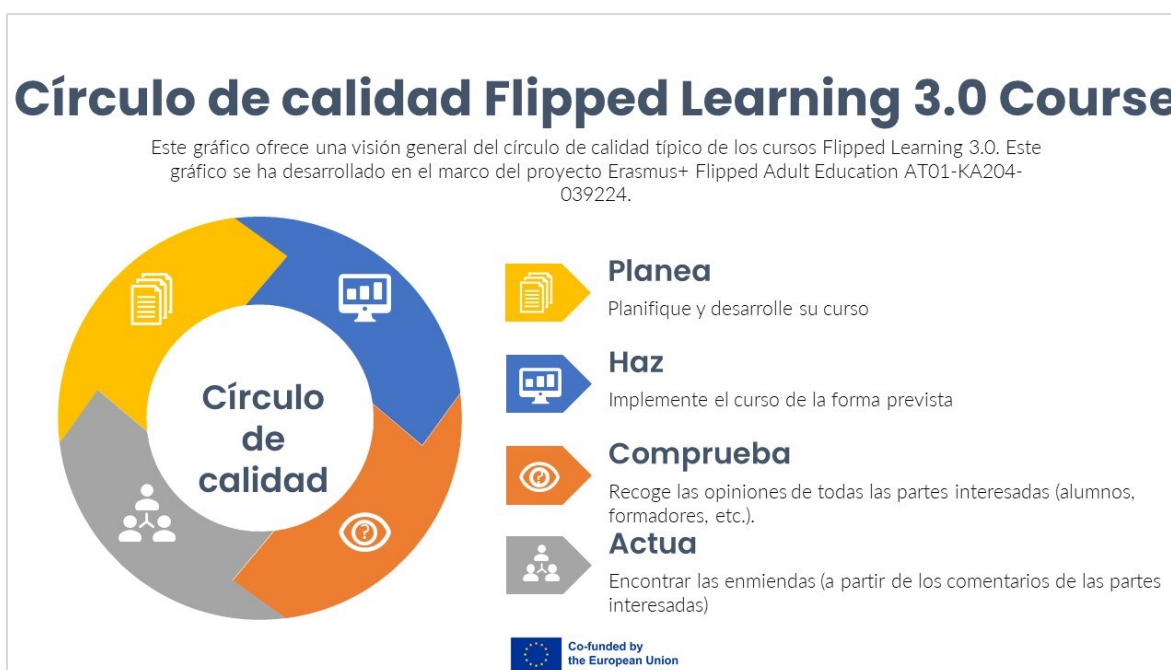 Círculo de calidad Flipped Learning 3.0 Course
Este gráfico ofrece una visión general del círculo de calidad típico de los cursos Flipped Learning 3.0. Este
gráfico se ha desarrollado en el marco del proyecto Erasmus+ Flipped Adult Education AT01-KA204-
039224.
Círculo
de
calidad
Planea
Planifique y desarrolle su curso
Haz
Implemente el curso de la forma prevista
Comprueba
Recoge las opiniones de todas las partes interesadas (alumnos,
formadores, etc.).
Actua
Encontrar las enmiendas (a partir de los comentarios de las partes
interesadas)
Co-funded by
the European Union